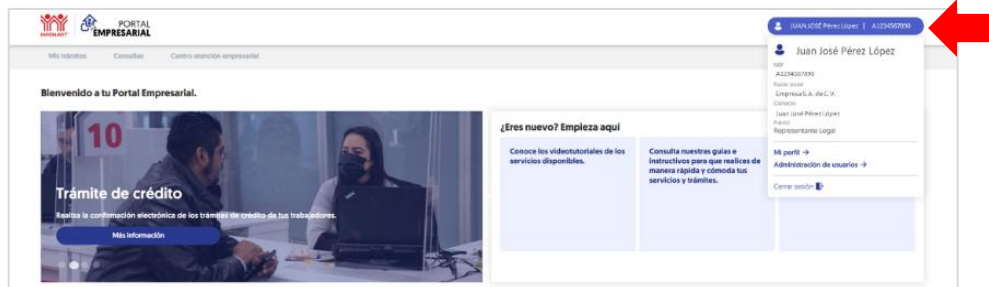 INFONAVIT
PORTAL
EMPRESARIAL
JUAN JOSÉ Pérez López | A1234567890
Mis trámites Consultas Centro atención empresarial
Juan José Pérez López
NRP
A1234567890
Razón social
Empresa S. A. de C. V.
Contacto
Juan José Pérez López
Puesto
Representante Legal
Mi perfil →
Administración de usuarios →
Cerrar sesión
Bienvenido a tu Portal Empresarial.
10
Trámite de crédito
Realiza la confirmación electrónica de los trámites de crédito de tus trabajadores.
Más información
¿Eres nuevo? Empieza aquí
Conoce los videotutoriales de los
servicios disponibles.
Consulta nuestras guías e
instructivos para que realices de
manera rápida y cómoda tus
servicios y trámites.